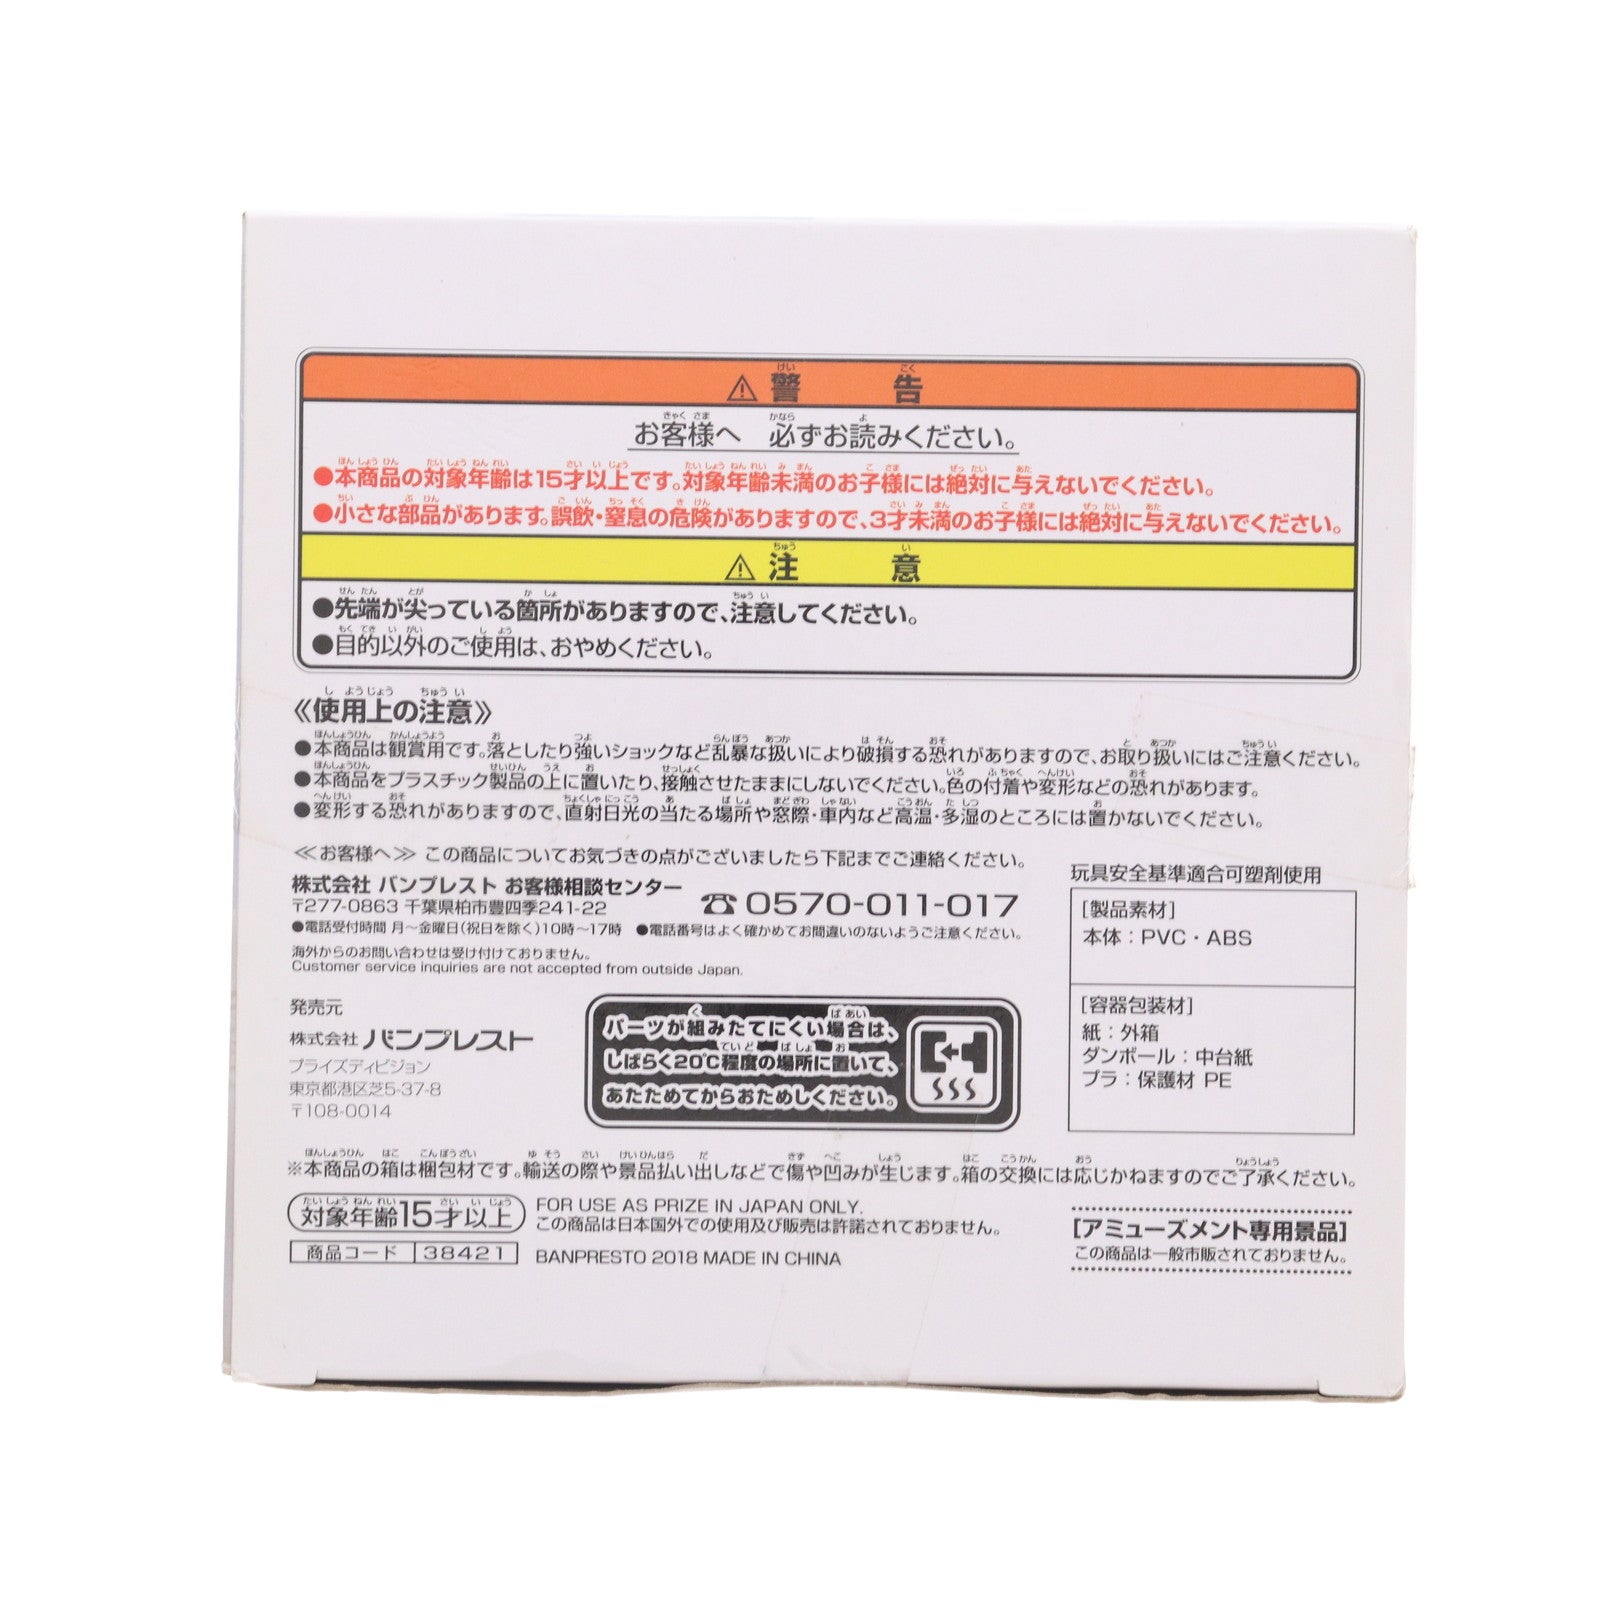 ⚠警告
お客様へ 必ずお読みください。
●本商品の対象年齢は15才以上です。対象年齢未満のお子様には絶対に与えないでください。
●小さな部品があります。誤飲・窒息の危険がありますので、3才未満のお子様には絶対に与えないでください。
⚠注意
●先端が尖っている箇所がありますので、注意してください。
●目的以外のご使用は、おやめください。
《使用上の注意》
●本商品は観賞用です。落としたり強いショックなど乱暴な扱いにより破損する恐れがありますので、お取り扱いにはご注意ください。
●本商品をプラスチック製品の上に置いたり、接触させたままにしないでください。色の付着や変形などの恐れがあります。
●変形する恐れがありますので、直射日光の当たる場所や窓際・車内など高温・多湿のところには置かないでください。
≪お客様へ≫ この商品についてお気づきの点がございましたら下記までご連絡ください。
株式会社 バンプレスト お客様相談センター
〒277-0863 千葉県柏市豊四季241-22
☎0570-011-017
●電話受付時間 月～金曜日(祝日を除く)10時～17時 ●電話番号はよく確かめてお間違いのないようご注意ください。
海外からのお問い合わせは受け付けておりません。
Customer service inquiries are not accepted from outside Japan.
玩具安全基準適合可塑剤使用
[製品素材]
本体：PVC・ABS
[容器包装材]
紙：外箱
ダンボール：中台紙
プラ：保護材 PE
発売元
株式会社 バンプレスト
プライズディビジョン
東京都港区芝5-37-8
〒108-0014
パーツが組みたてにくい場合は、
しばらく20℃程度の場所に置いて、
あたためてからおためしください。
※本商品の箱は梱包材です。輸送の際や景品払い出しなどで傷や凹みが生じます。箱の交換には応じかねますのでご了承ください。
対象年齢15才以上
FOR USE AS PRIZE IN JAPAN ONLY.
この商品は日本国外での使用及び販売は許諾されておりません。
商品コード 38421
BANPRESTO 2018 MADE IN CHINA
[アミューズメント専用景品]
この商品は一般市販されておりません。